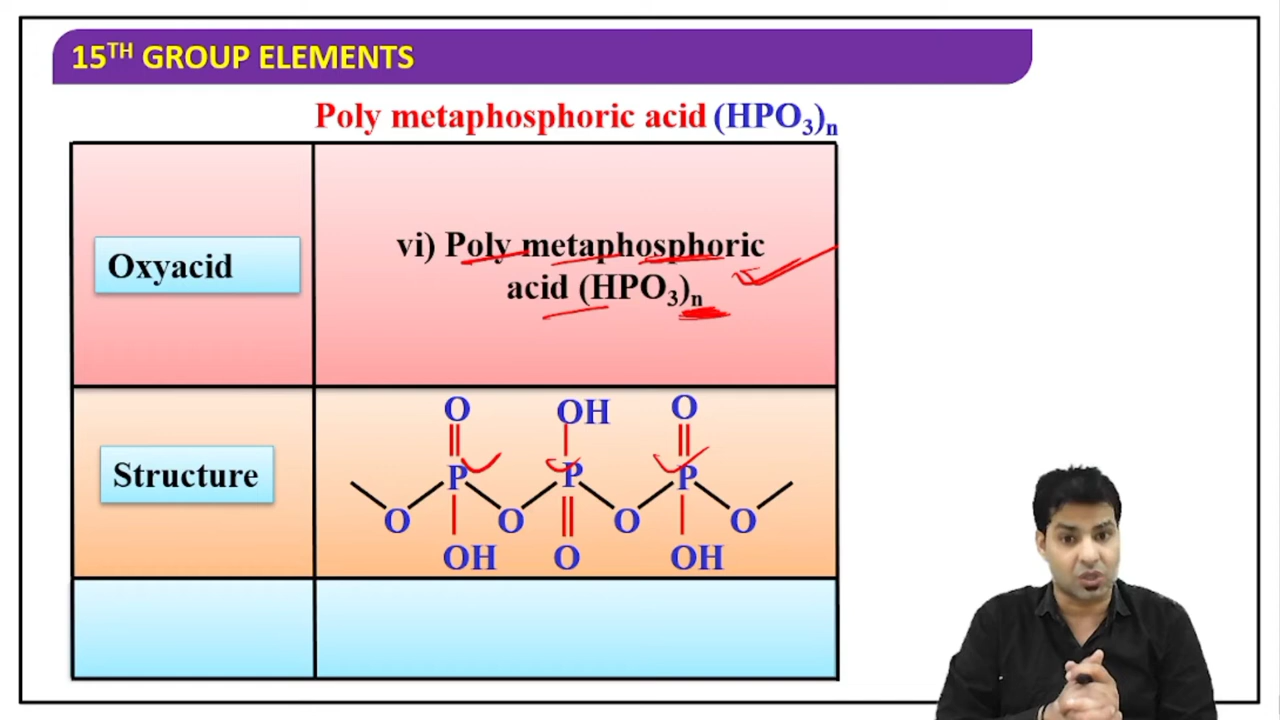 15TH GROUP ELEMENTS
Poly metaphosphoric acid (HPO3)n
Oxyacid
vi) Poly metaphosphoric
acid (HPO3)n
Structure
O OH O
P P P
O O O O
OH O OH